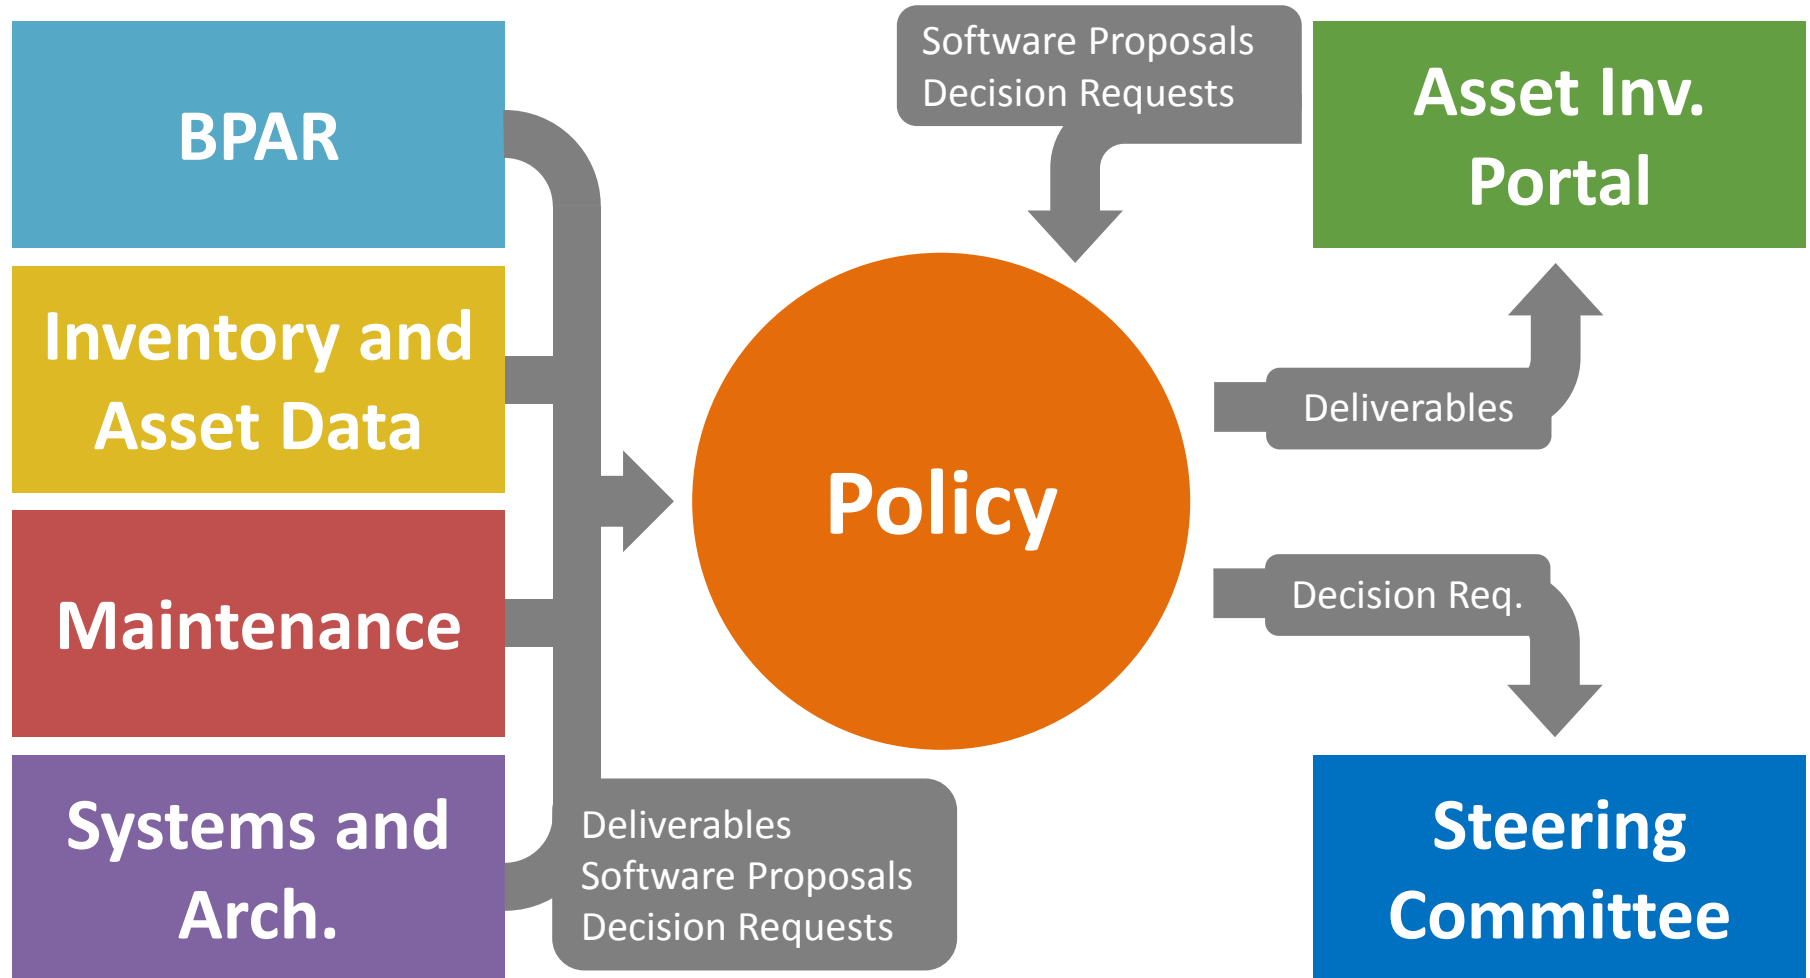 BPAR
Inventory and
Asset Data
Maintenance
Systems and
Arch.
Deliverables
Software Proposals
Decision Requests
Policy
Software Proposals
Decision Requests
Asset Inv.
Portal
Deliverables
Decision Req.
Steering
Committee